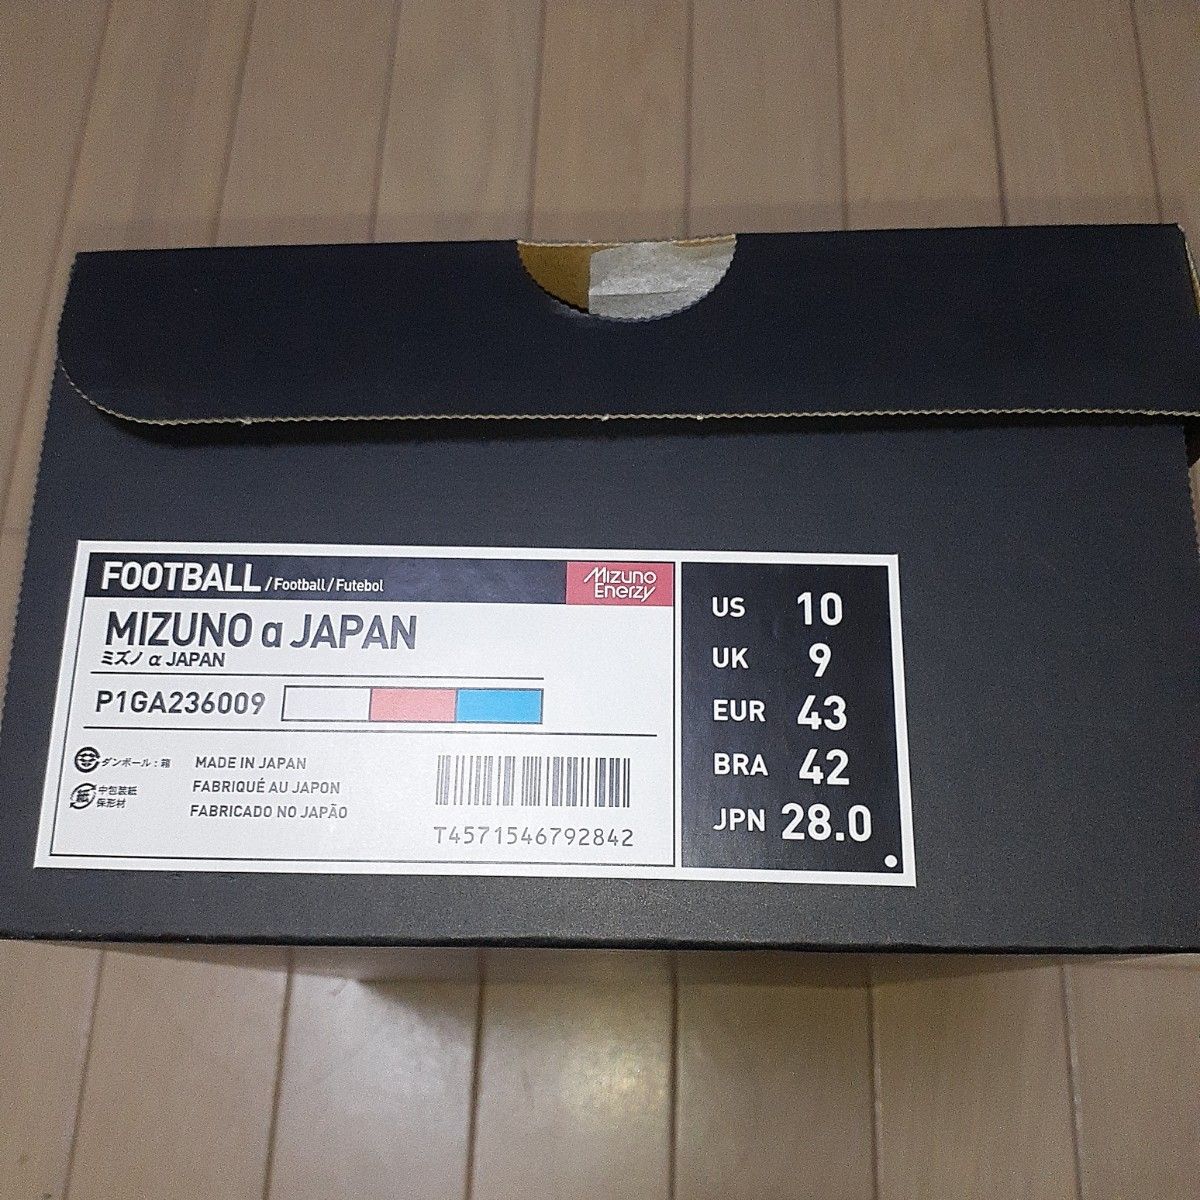 FOOTBALL /Football/Futebol
Mizuno Enerzy
MIZUNO α JAPAN
ミズノ α JAPAN
P1GA236009
ダンボール:箱
紙
中包装紙
保形材
MADE IN JAPAN
FABRIQUÉ AU JAPON
FABRICADO NO JAPÃO
T4571546792842
US 10
UK 9
EUR 43
BRA 42
JPN 28.0